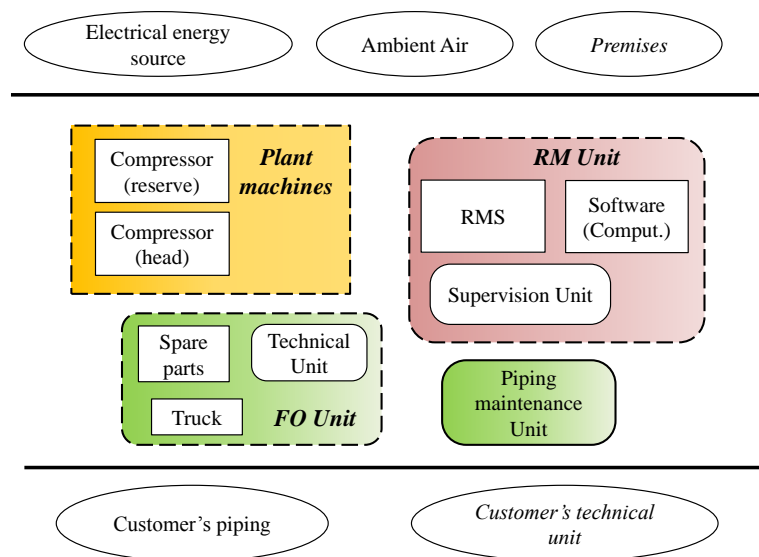 Electrical energy
source
Ambient Air
Premises
Compressor
(reserve)
Plant
machines
Compressor
(head)
RM Unit
RMS
Software
(Comput.)
Supervision Unit
Spare
parts
Technical
Unit
Truck
FO Unit
Piping
maintenance
Unit
Customer’s piping
Customer’s technical
unit